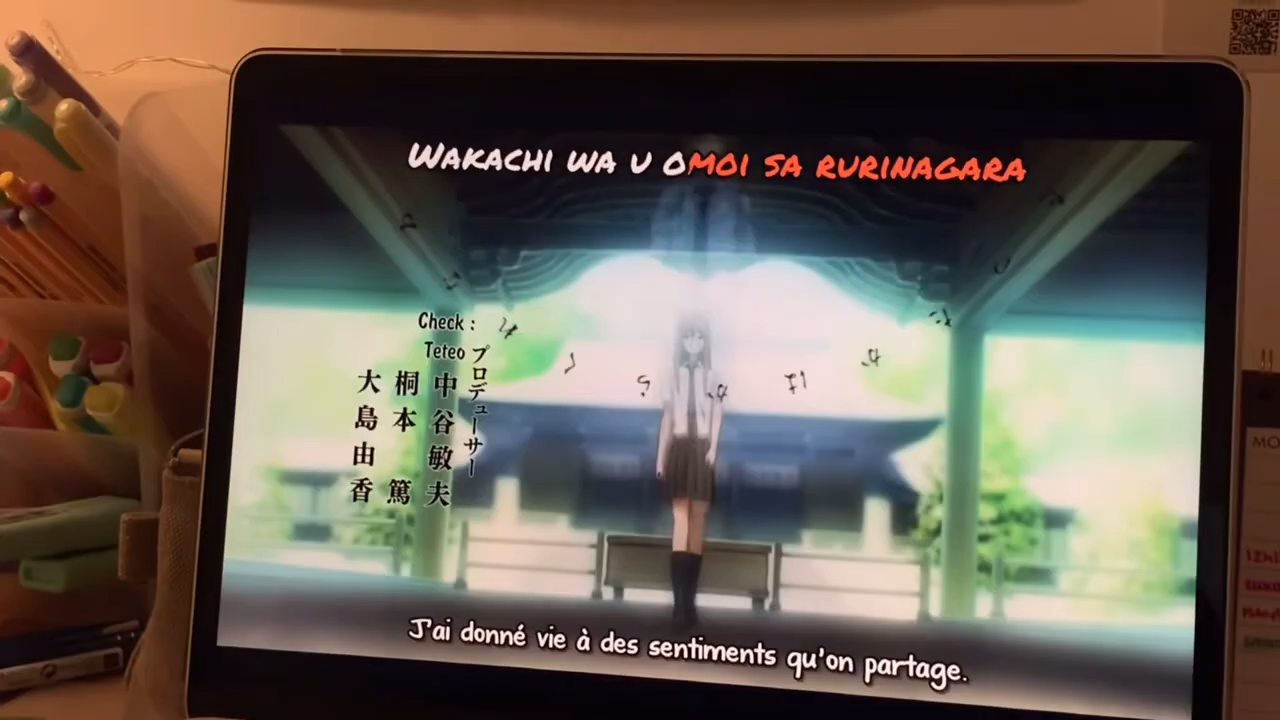 WAKACHI WA U OMOI SA RURINAGARA
Check :
Teteo
プロデューサー
中谷敏夫
桐本 篤
大島由香
J'ai donné vie à des sentiments qu'on partage.
MO